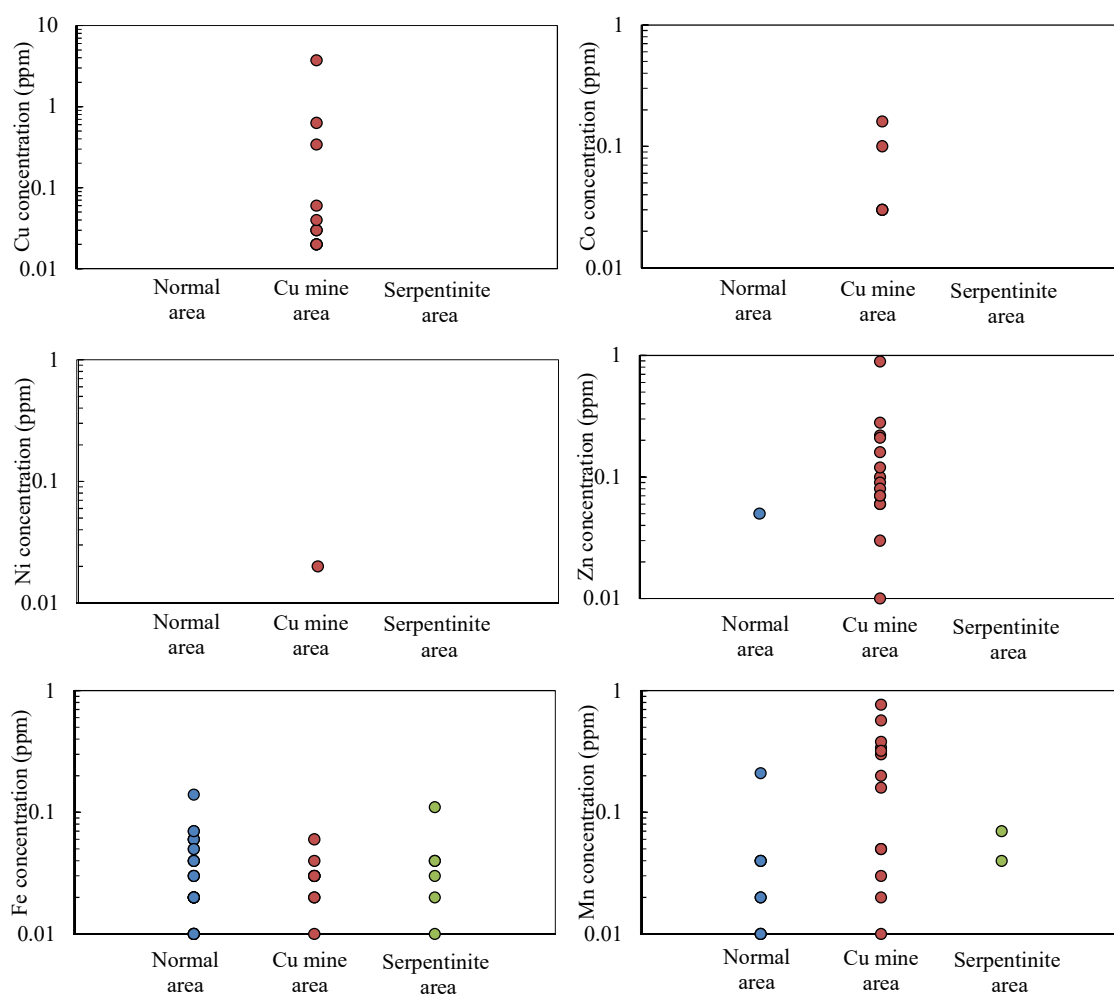 Cu concentration (ppm)
10
1
0.1
0.01
Normal area
Cu mine area
Serpentinite area
Co concentration (ppm)
1
0.1
0.01
Normal area
Cu mine area
Serpentinite area
Ni concentration (ppm)
1
0.1
0.01
Normal area
Cu mine area
Serpentinite area
Zn concentration (ppm)
1
0.1
0.01
Normal area
Cu mine area
Serpentinite area
Fe concentration (ppm)
1
0.1
0.01
Normal area
Cu mine area
Serpentinite area
Mn concentration (ppm)
1
0.1
0.01
Normal area
Cu mine area
Serpentinite area